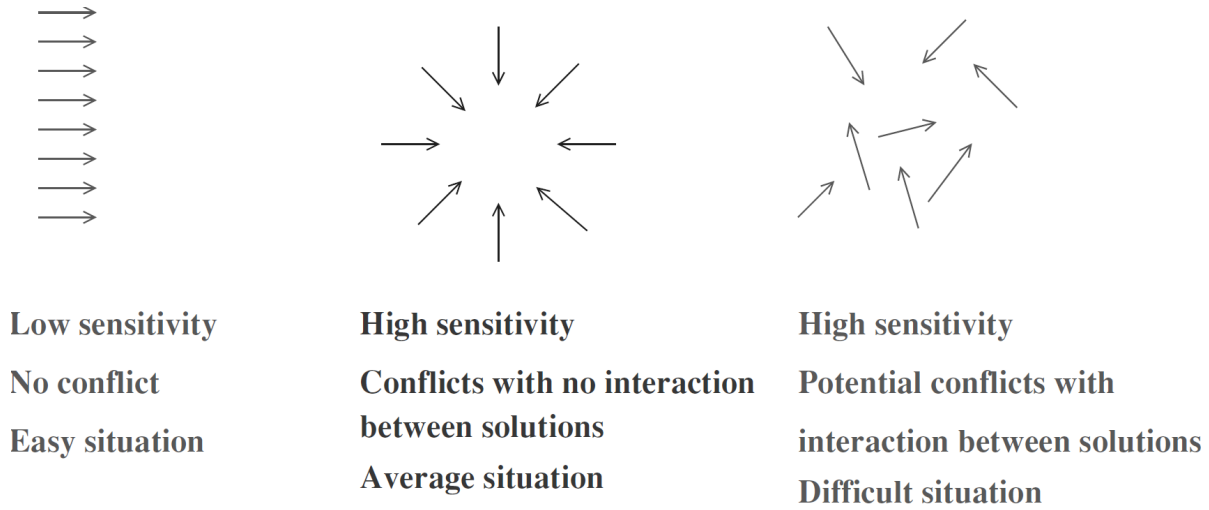 Low sensitivity
No conflict
Easy situation
High sensitivity
Conflicts with no interaction
between solutions
Average situation
High sensitivity
Potential conflicts with
interaction between solutions
Difficult situation